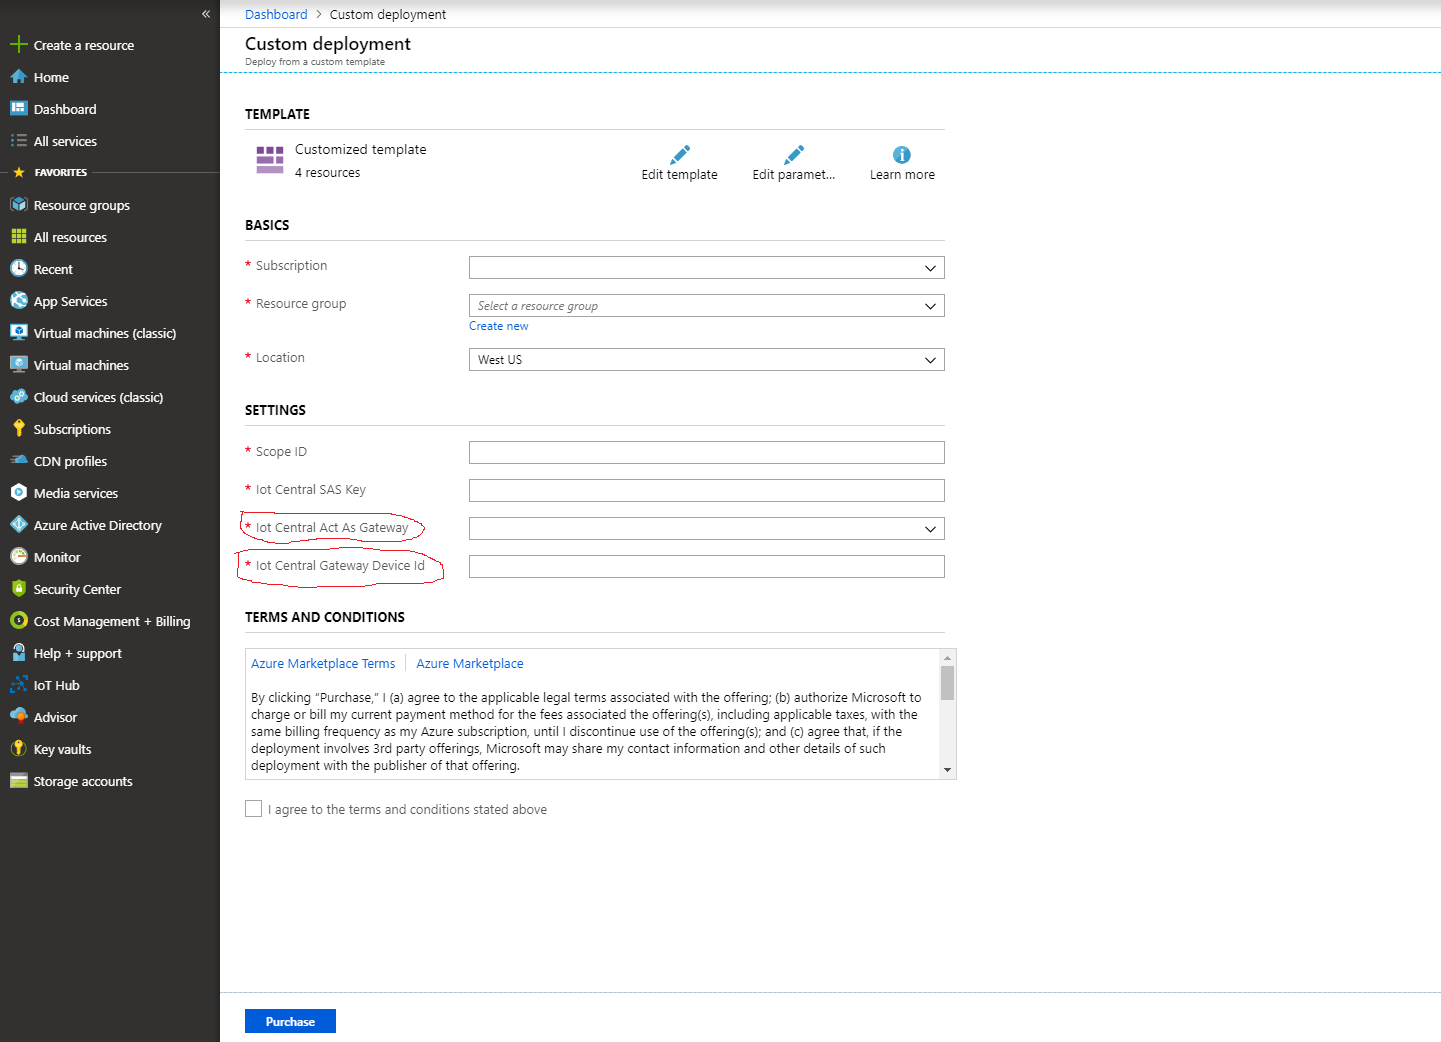 «
Create a resource
Home
Dashboard
All services
FAVORITES
Resource groups
All resources
Recent
App Services
Virtual machines (classic)
Virtual machines
Cloud services (classic)
Subscriptions
CDN profiles
Media services
Azure Active Directory
Monitor
Security Center
Cost Management + Billing
Help + support
IoT Hub
Advisor
Key vaults
Storage accounts
Dashboard > Custom deployment
Custom deployment
Deploy from a custom template
TEMPLATE
Customized template
4 resources
Edit template
Edit paramet...
Learn more
BASICS
* Subscription
* Resource group
Select a resource group
Create new
* Location
West US
SETTINGS
* Scope ID
* Iot Central SAS Key
* Iot Central Act As Gateway
* Iot Central Gateway Device Id
TERMS AND CONDITIONS
Azure Marketplace Terms | Azure Marketplace
By clicking “Purchase,” I (a) agree to the applicable legal terms associated with the offering; (b) authorize Microsoft to
charge or bill my current payment method for the fees associated the offering(s), including applicable taxes, with the
same billing frequency as my Azure subscription, until I discontinue use of the offering(s); and (c) agree that, if the
deployment involves 3rd party offerings, Microsoft may share my contact information and other details of such
deployment with the publisher of that offering.
I agree to the terms and conditions stated above
Purchase